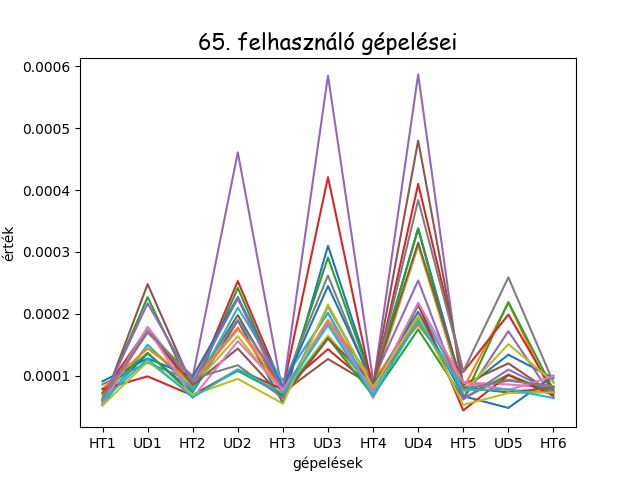 65. felhasználó gépelései
0.0006
0.0005
0.0004
0.0003
0.0002
0.0001
érték
HT1 UD1 HT2 UD2 HT3 UD3 HT4 UD4 HT5 UD5 HT6
gépelések